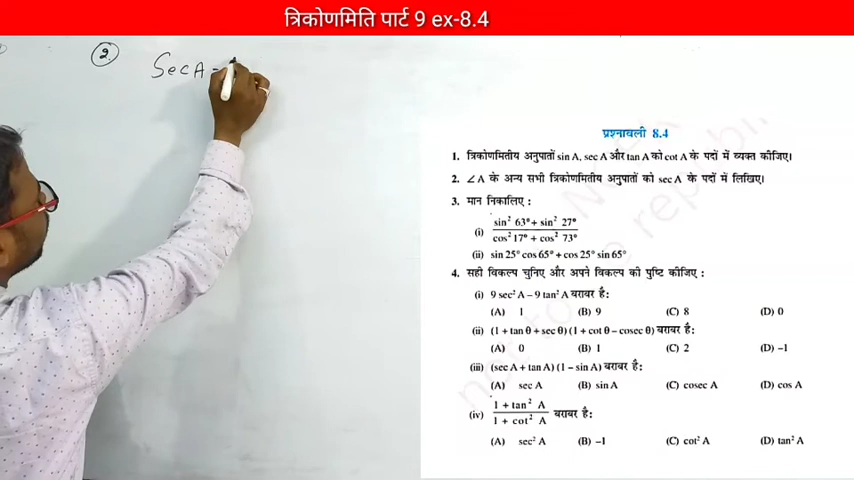 त्रिकोणमिति पार्ट 9 ex-8.4
2.
Sec A =
प्रश्नावली 8.4
1. त्रिकोणमितीय अनुपातों sin A, sec A और tan A को cot A के पदों में व्यक्त कीजिए।
2. ∠A के अन्य सभी त्रिकोणमितीय अनुपातों को sec A के पदों में लिखिए।
3. मान निकालिए :
(i) sin² 63° + sin² 27° / cos² 17° + cos² 73°
(ii) sin 25° cos 65° + cos 25° sin 65°
4. सही विकल्प चुनिए और अपने विकल्प की पुष्टि कीजिए :
(i) 9 sec² A – 9 tan² A बराबर है:
(A) 1 (B) 9 (C) 8 (D) 0
(ii) (1 + tan θ + sec θ) (1 + cot θ – cosec θ) बराबर है:
(A) 0 (B) 1 (C) 2 (D) –1
(iii) (sec A + tan A) (1 – sin A) बराबर है:
(A) sec A (B) sin A (C) cosec A (D) cos A
(iv) 1 + tan² A / 1 + cot² A बराबर है:
(A) sec² A (B) –1 (C) cot² A (D) tan² A